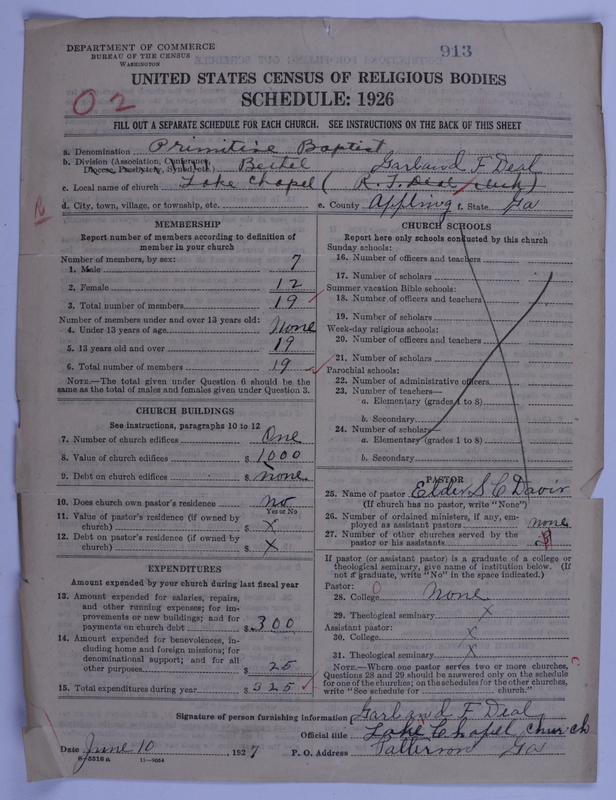 DEPARTMENT OF COMMERCE
BUREAU OF THE CENSUS
WASHINGTON
913
UNITED STATES CENSUS OF RELIGIOUS BODIES
SCHEDULE: 1926
O 2
FILL OUT A SEPARATE SCHEDULE FOR EACH CHURCH. SEE INSTRUCTIONS ON THE BACK OF THIS SHEET
a. Denomination Primitive Baptist
b. Division (Association, Conference, Diocese, Presbytery, Synod, etc.) Garland F Deal
c. Local name of church Lake Chapel (
d. City, town, village, or township, etc. e. County Appling f. State Ga
MEMBERSHIP
Report number of members according to definition of
member in your church
Number of members, by sex:
1. Male 7
2. Female 12
3. Total number of members 19
Number of members under and over 13 years old:
4. Under 13 years of age None
5. 13 years old and over 19
6. Total number of members 19
NOTE.—The total given under Question 6 should be the
same as the total of males and females given under Question 3.
CHURCH BUILDINGS
See instructions, paragraphs 10 to 12
7. Number of church edifices One
8. Value of church edifices $ 1000
9. Debt on church edifices $ none
10. Does church own pastor's residence no
Yes or No
11. Value of pastor's residence (if owned by
church) $ X
12. Debt on pastor's residence (if owned by
church) $ X
EXPENDITURES
Amount expended by your church during last fiscal year
13. Amount expended for salaries, repairs,
and other running expenses; for im-
provements or new buildings; and for
payments on church debt $ 300
14. Amount expended for benevolences, in-
cluding home and foreign missions; for
denominational support; and for all
other purposes $ 25
15. Total expenditures during year $ 325
CHURCH SCHOOLS
Report here only schools conducted by this church
Sunday schools:
16. Number of officers and teachers
17. Number of scholars
Summer vacation Bible schools:
18. Number of officers and teachers
19. Number of scholars
Week-day religious schools:
20. Number of officers and teachers
21. Number of scholars
Parochial schools:
22. Number of administrative officers
23. Number of teachers—
a. Elementary (grades 1 to 8)
b. Secondary
24. Number of scholars—
a. Elementary (grades 1 to 8)
b. Secondary
PASTOR
25. Name of pastor Elder S C Davis
(If church has no pastor, write "None")
26. Number of ordained ministers, if any, em-
ployed as assistant pastors none
27. Number of other churches served by the
pastor or his assistants
If pastor (or assistant pastor) is a graduate of a college or
theological seminary, give name of institution below. (If
not a graduate, write "No" in the space indicated.)
Pastor:
28. College None
29. Theological seminary X
Assistant pastor:
30. College X
31. Theological seminary X
NOTE.—Where one pastor serves two or more churches,
Questions 28 and 29 should be answered only on the schedule
for one of the churches; on the schedules for the other churches,
write "See schedule for church."
Signature of person furnishing information Garland F Deal
Official title Lake Chapel church
Date June 10, 1927 P. O. Address Patterson Ga
8-5516 a 11-9054